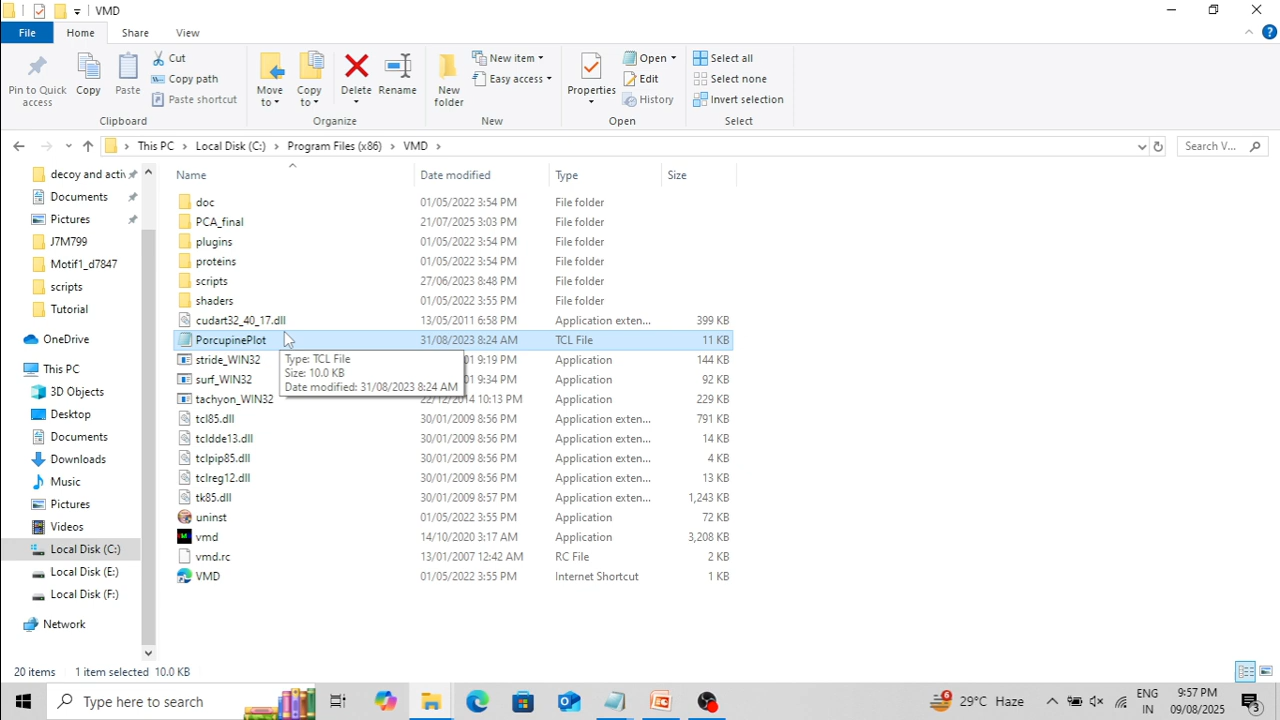 VMD
File Home Share View
Pin to Quick access
Copy
Paste
Cut
Copy path
Paste shortcut
Clipboard
Move to
Copy to
Delete
Rename
Organize
New folder
New item
Easy access
New
Properties
Open
Edit
History
Open
Select all
Select none
Invert selection
Select
This PC Local Disk (C:) Program Files (x86) VMD
Search V...
Name Date modified Type Size
decoy and activ
Documents
Pictures
J7M799
Motif1_d7847
scripts
Tutorial
OneDrive
This PC
3D Objects
Desktop
Documents
Downloads
Music
Pictures
Videos
Local Disk (C:)
Local Disk (E:)
Local Disk (F:)
Network
doc 01/05/2022 3:54 PM File folder
PCA_final 21/07/2025 3:03 PM File folder
plugins 01/05/2022 3:54 PM File folder
proteins 01/05/2022 3:54 PM File folder
scripts 27/06/2023 8:48 PM File folder
shaders 01/05/2022 3:55 PM File folder
cudart32_40_17.dll 13/05/2011 6:58 PM Application exten... 399 KB
PorcupinePlot 31/08/2023 8:24 AM TCL File 11 KB
stride_WIN32 01 9:19 PM Application 144 KB
surf_WIN32 01 9:34 PM Application 92 KB
tachyon_WIN32 22/12/2014 10:13 PM Application 229 KB
tcl85.dll 30/01/2009 8:56 PM Application exten... 791 KB
tcldde13.dll 30/01/2009 8:56 PM Application exten... 14 KB
tclpip85.dll 30/01/2009 8:56 PM Application exten... 4 KB
tclreg12.dll 30/01/2009 8:56 PM Application exten... 13 KB
tk85.dll 30/01/2009 8:57 PM Application exten... 1,243 KB
uninst 01/05/2022 3:55 PM Application 72 KB
vmd 14/10/2020 3:17 AM Application 3,208 KB
vmd.rc 13/01/2007 12:42 AM RC File 2 KB
VMD 01/05/2022 3:55 PM Internet Shortcut 1 KB
Type: TCL File
Size: 10.0 KB
Date modified: 31/08/2023 8:24 AM
20 items 1 item selected 10.0 KB
Type here to search
6
29°C Haze
ENG
IN
9:57 PM
09/08/2025
3